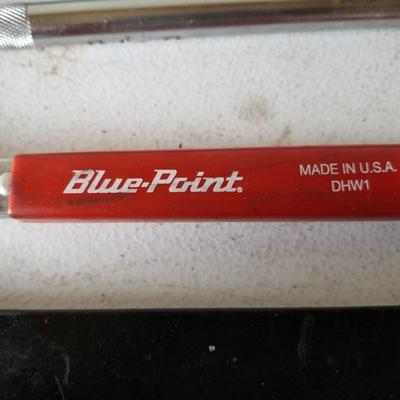 Blue-Point®
MADE IN U.S.A.
DHW1